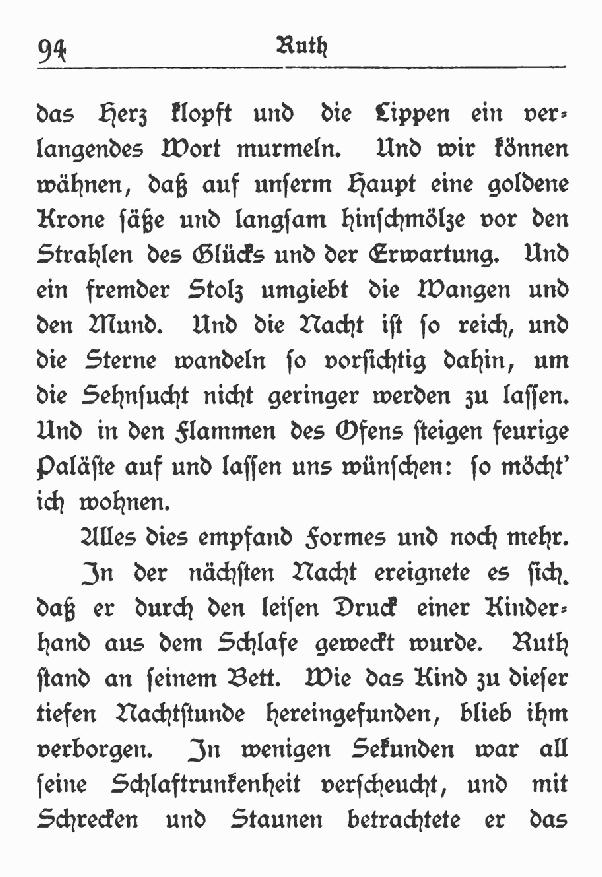 94 Ruth
das Herz klopft und die Lippen ein ver-
langendes Wort murmeln. Und wir können
wähnen, daß auf unserm Haupt eine goldene
Krone säße und langsam hinschmölze vor den
Strahlen des Glücks und der Erwartung. Und
ein fremder Stolz umgiebt die Wangen und
den Mund. Und die Nacht ist so reich, und
die Sterne wandeln so vorsichtig dahin, um
die Sehnsucht nicht geringer werden zu lassen.
Und in den Flammen des Ofens steigen feurige
Paläste auf und lassen uns wünschen: so möcht'
ich wohnen.
Alles dies empfand Formes und noch mehr.
In der nächsten Nacht ereignete es sich.
daß er durch den leisen Druck einer Kinder-
hand aus dem Schlafe geweckt wurde. Ruth
stand an seinem Bett. Wie das Kind zu dieser
tiefen Nachtstunde hereingefunden, blieb ihm
verborgen. In wenigen Sekunden war all
seine Schlaftrunkenheit verscheucht, und mit
Schrecken und Staunen betrachtete er das